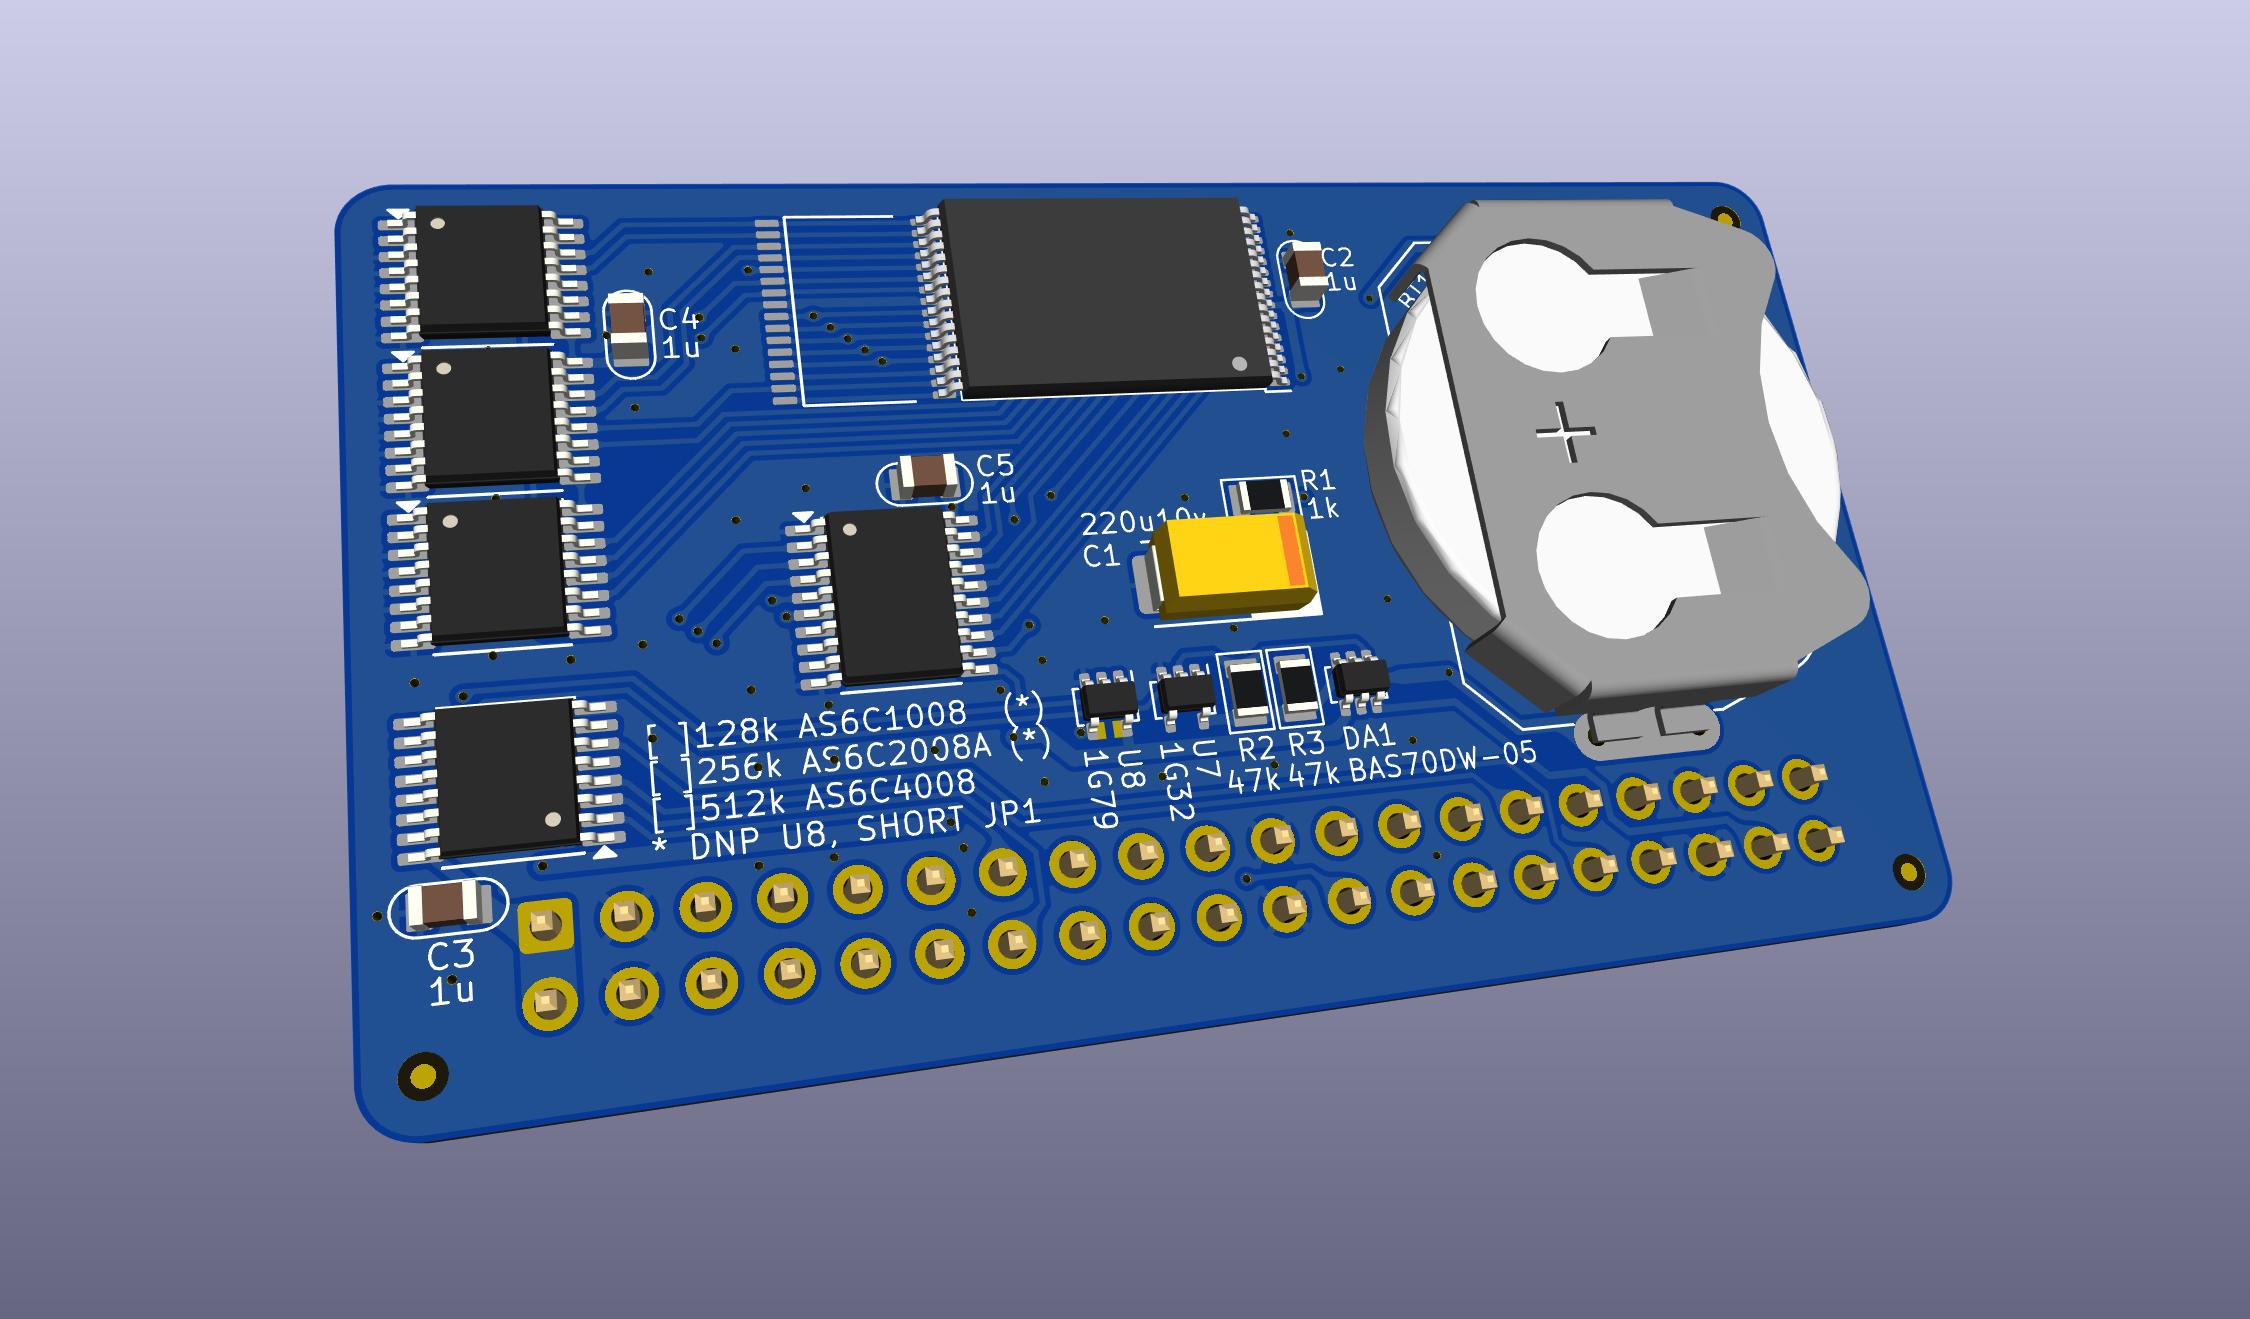 C2
1u
C4
1u
BT1
C5
1u
R1
1k
220u10v
C1
[ ]128k AS6C1008 (*)
[ ]256k AS6C2008A (*)
[ ]512k AS6C4008
* DNP U8, SHORT JP1
U8
1G79
U7
1G32
R2
47k
R3
47k
DA1
BAS70DW-05
C3
1u